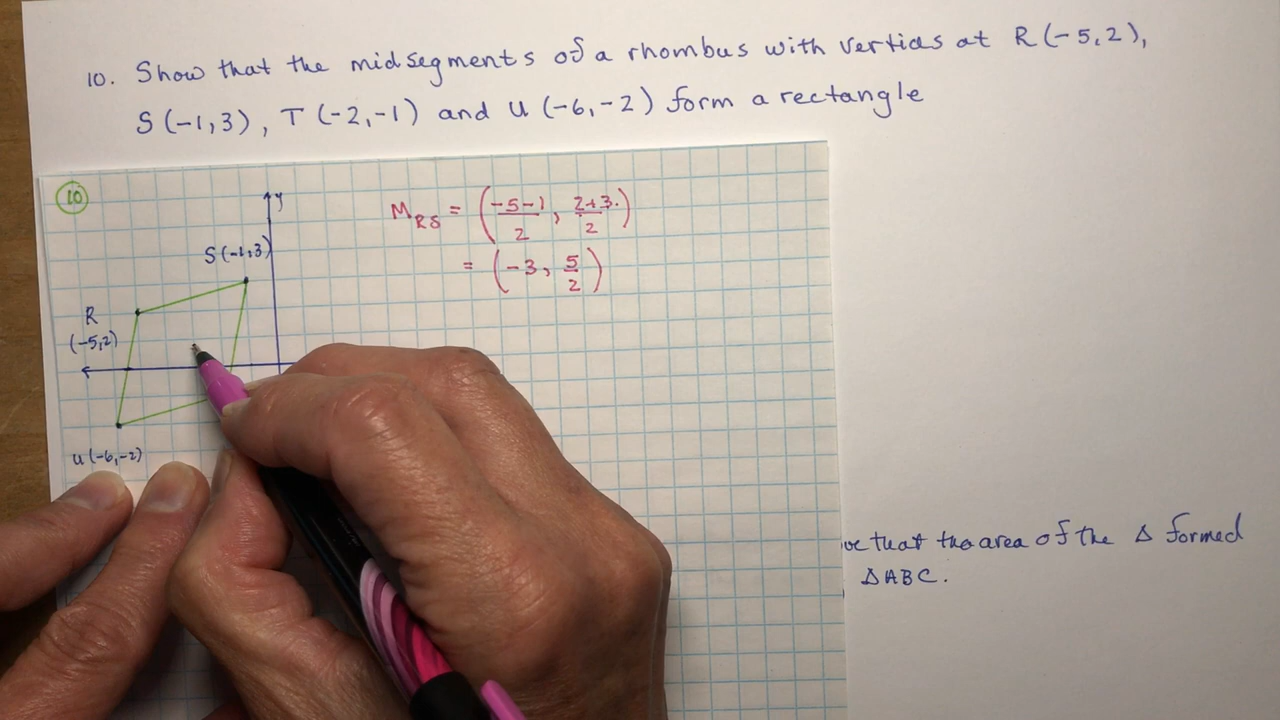 10. Show that the midsegments of a rhombus with vertices at R(-5,2),
S(-1,3), T(-2,-1) and U(-6,-2) form a rectangle
10
y
M_RS = ((-5-1)/2, (2+3)/2)
= (-3, 5/2)
S(-1,3)
R
(-5,2)
U(-6,-2)
that the area of the Δ formed
ΔABC.